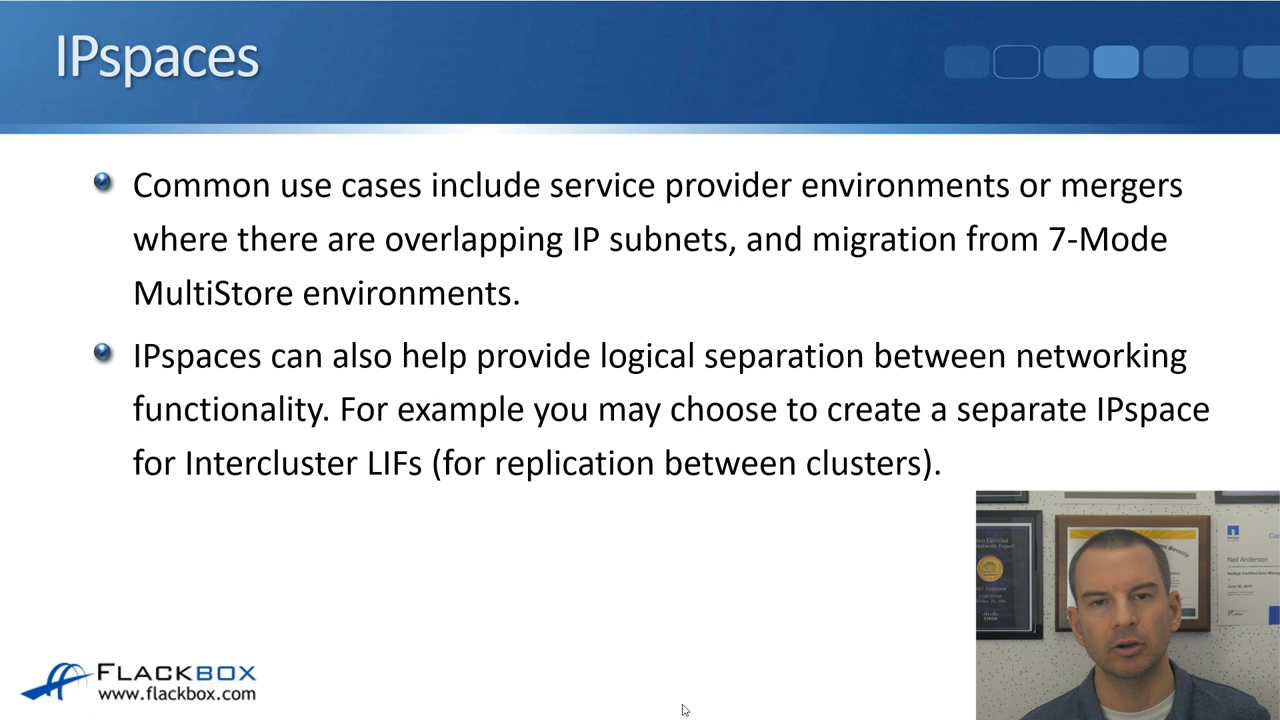 IPspaces
Common use cases include service provider environments or mergers
where there are overlapping IP subnets, and migration from 7-Mode
MultiStore environments.
IPspaces can also help provide logical separation between networking
functionality. For example you may choose to create a separate IPspace
for Intercluster LIFs (for replication between clusters).
FLACKBOX
www.flackbox.com
Neil Anderson